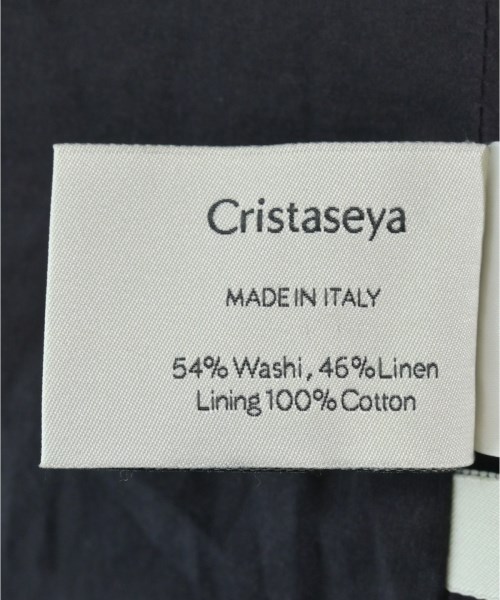 Cristaseya
MADE IN ITALY
54% Washi, 46% Linen
Lining 100% Cotton